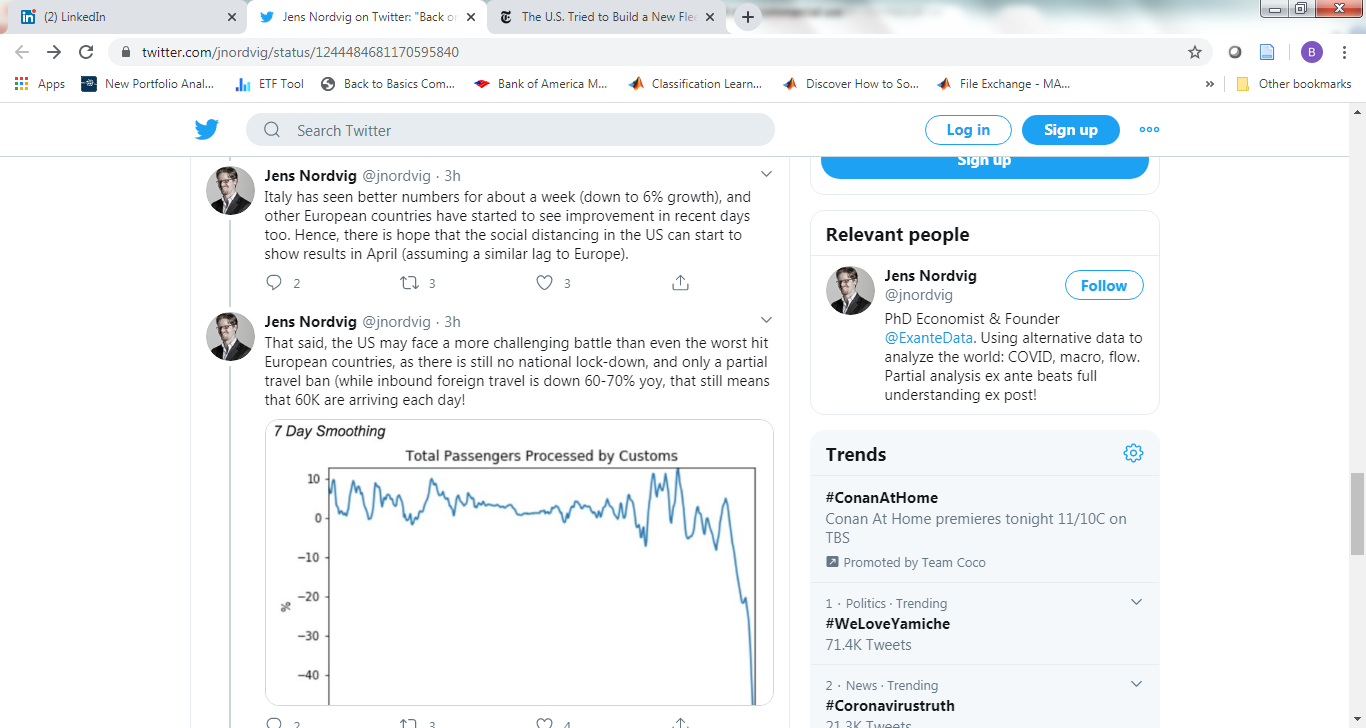 (2) LinkedIn
Jens Nordvig on Twitter: "Back or
The U.S. Tried to Build a New Flee
twitter.com/jnordvig/status/1244484681170595840
B
Apps
New Portfolio Anal...
ETF Tool
Back to Basics Com...
Bank of America M...
Classification Learn...
Discover How to So...
File Exchange - MA...
»
Other bookmarks
Search Twitter
Log in
Sign up
Jens Nordvig @jnordvig · 3h
Italy has seen better numbers for about a week (down to 6% growth), and
other European countries have started to see improvement in recent days
too. Hence, there is hope that the social distancing in the US can start to
show results in April (assuming a similar lag to Europe).
2
3
3
Jens Nordvig @jnordvig · 3h
That said, the US may face a more challenging battle than even the worst hit
European countries, as there is still no national lock-down, and only a partial
travel ban (while inbound foreign travel is down 60-70% yoy, that still means
that 60K are arriving each day!
7 Day Smoothing
Total Passengers Processed by Customs
10
0
−10
−20
−30
−40
%
2
3
4
Sign up
Relevant people
Jens Nordvig
@jnordvig
Follow
PhD Economist & Founder
@ExanteData. Using alternative data to
analyze the world: COVID, macro, flow.
Partial analysis ex ante beats full
understanding ex post!
Trends
#ConanAtHome
Conan At Home premieres tonight 11/10C on
TBS
Promoted by Team Coco
1 · Politics · Trending
#WeLoveYamiche
71.4K Tweets
2 · News · Trending
#Coronavirustruth
21.3K Tweets